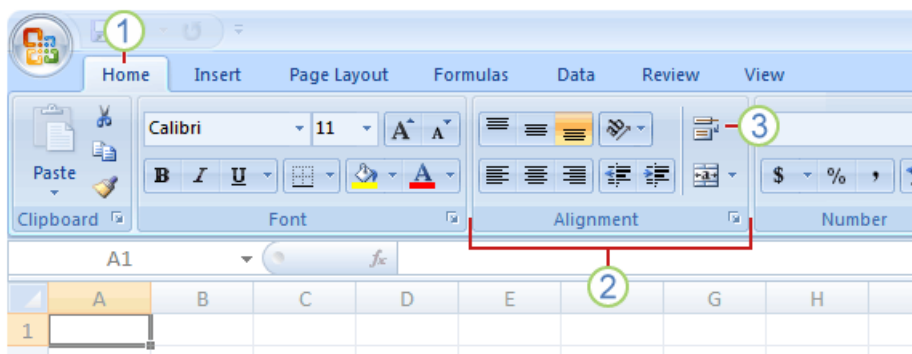 1
Home Insert Page Layout Formulas Data Review View
Calibri 11 A A 3
Paste B I U A a $ % ,
Clipboard Font Alignment Number
A1 fx
2
A B C D E G H
1